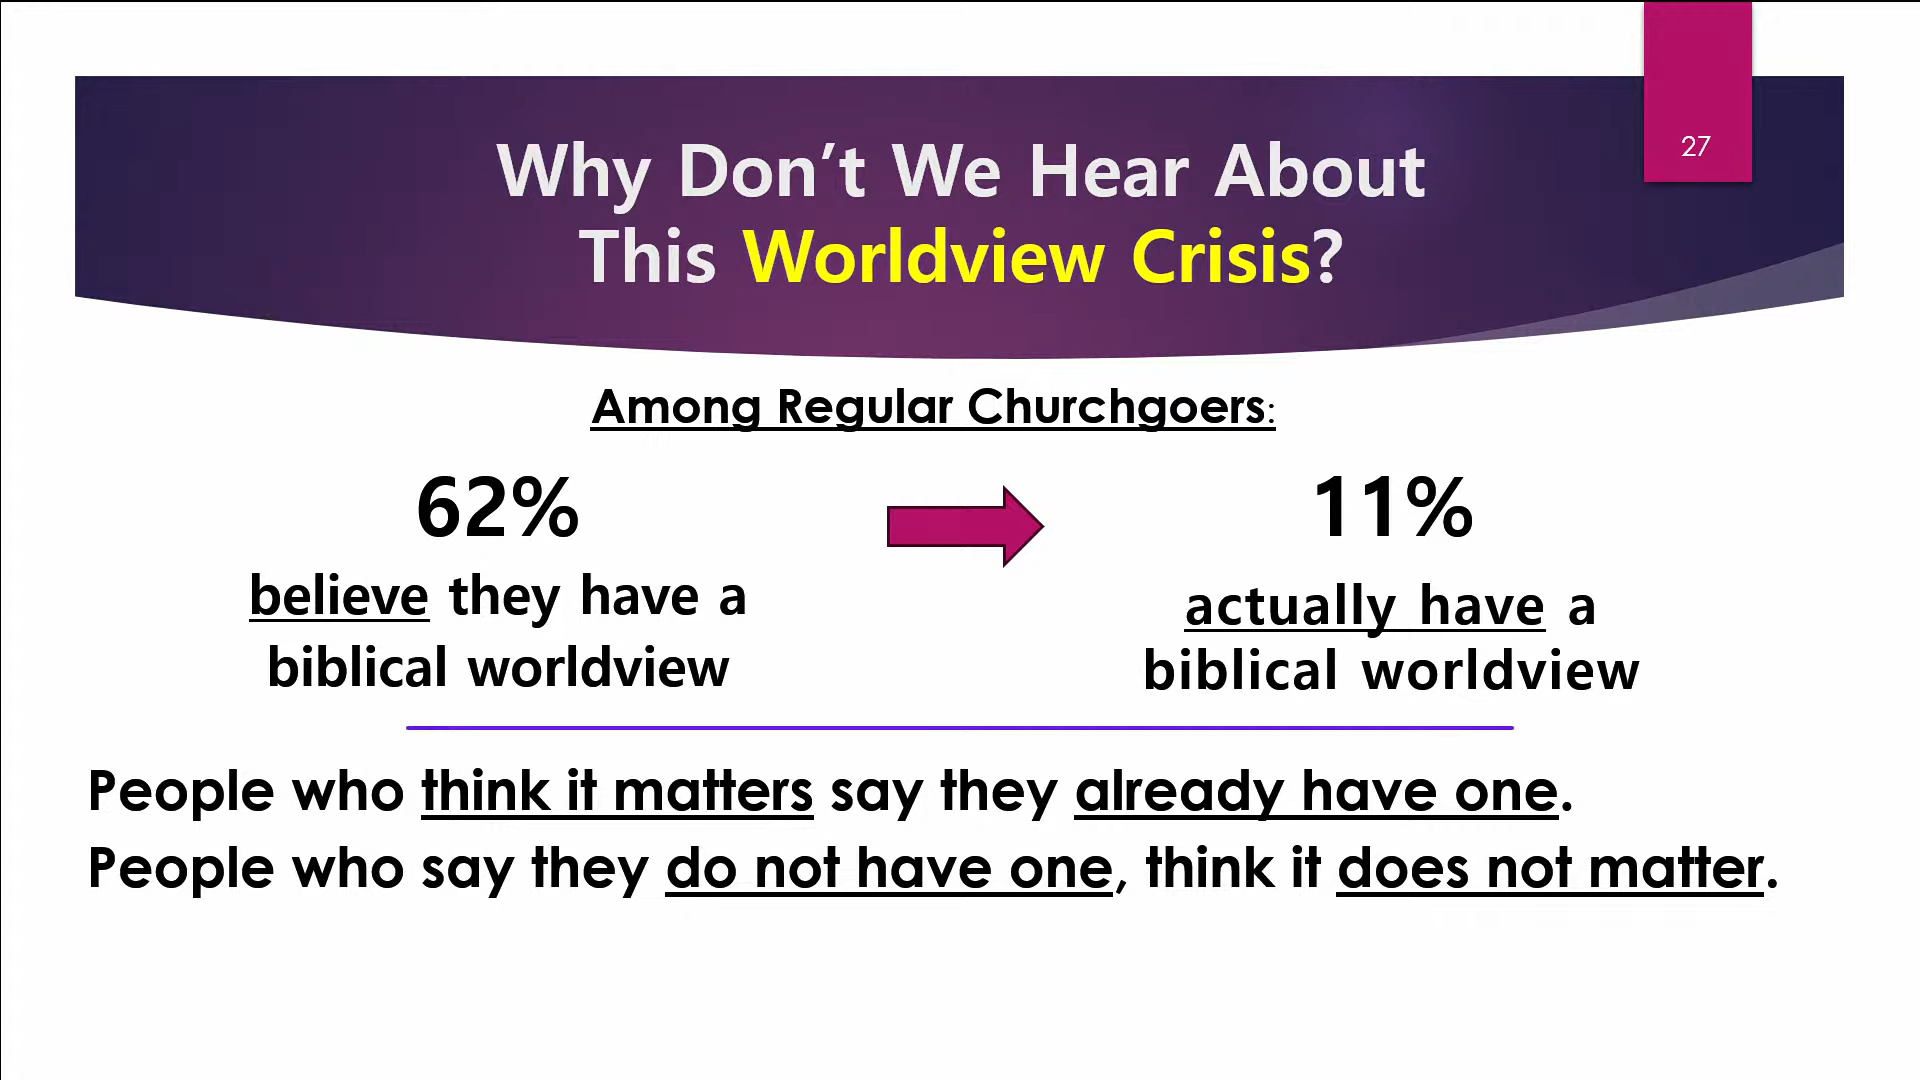 27
Why Don’t We Hear About
This Worldview Crisis?
Among Regular Churchgoers:
62%
believe they have a
biblical worldview
11%
actually have a
biblical worldview
People who think it matters say they already have one.
People who say they do not have one, think it does not matter.